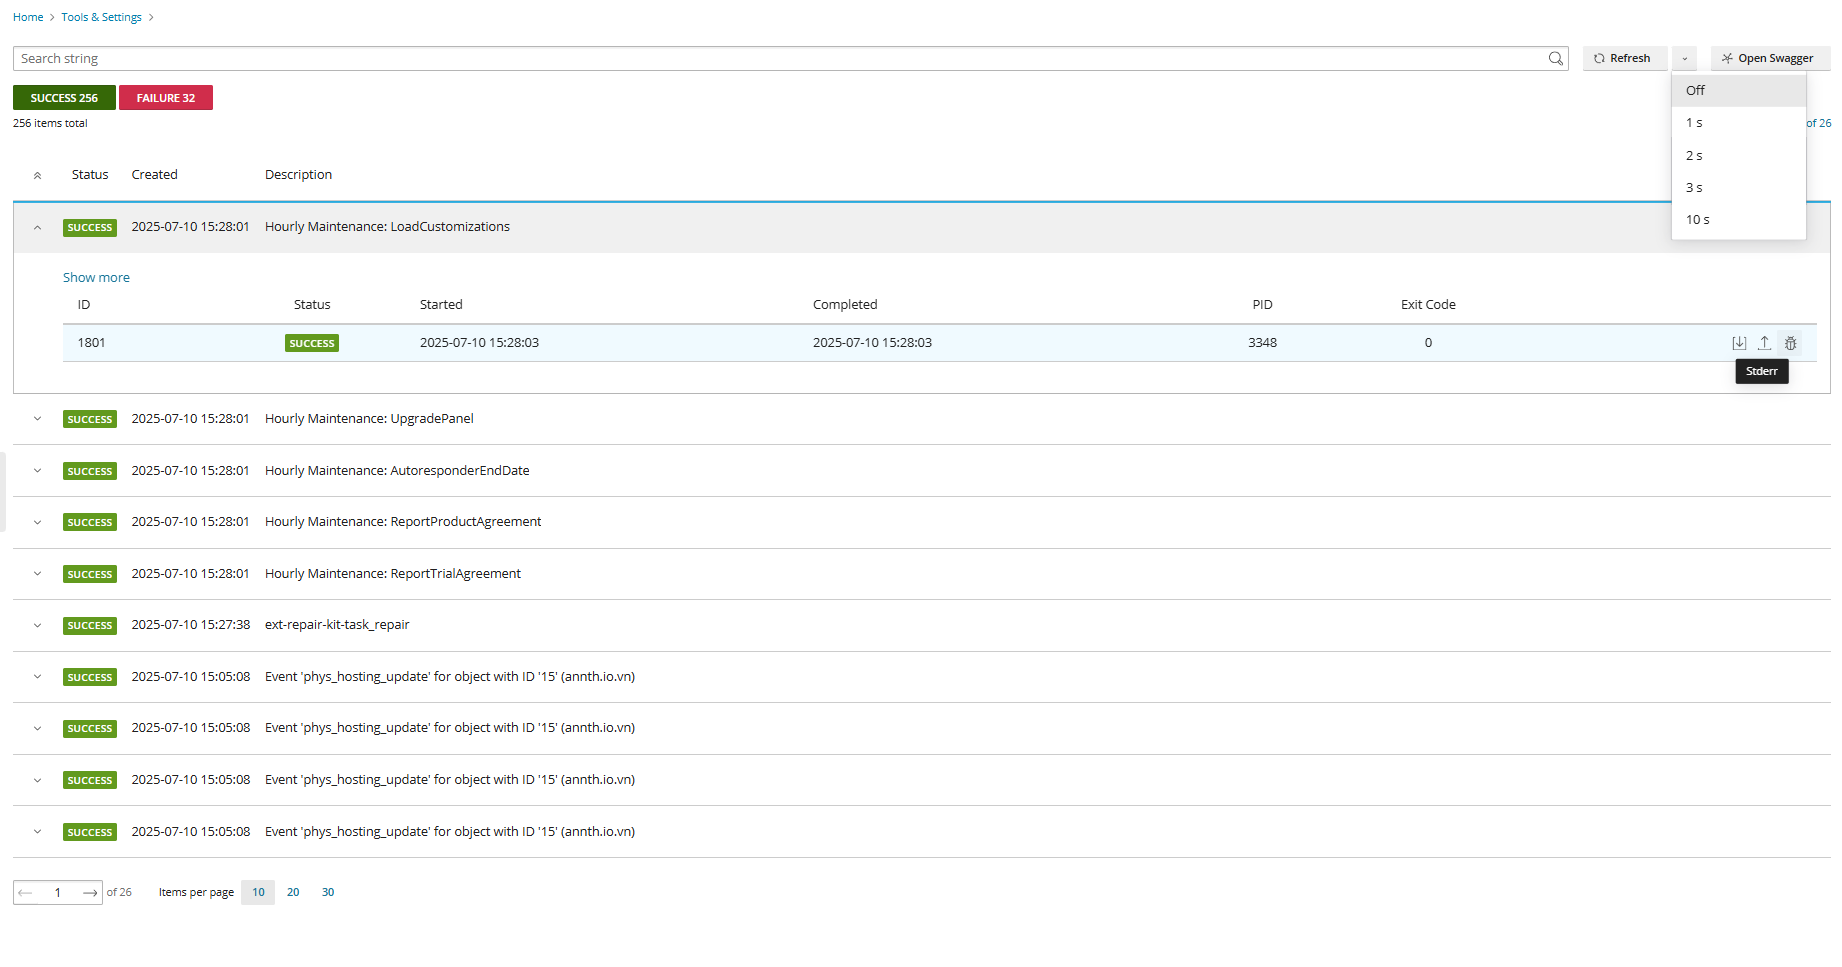 Home > Tools & Settings >
Search string
Refresh
Open Swagger
SUCCESS 256 FAILURE 32
Off
256 items total
of 26
1 s
2 s
3 s
10 s
Status Created Description
SUCCESS 2025-07-10 15:28:01 Hourly Maintenance: LoadCustomizations
Show more
ID Status Started Completed PID Exit Code
1801 SUCCESS 2025-07-10 15:28:03 2025-07-10 15:28:03 3348 0
Stderr
SUCCESS 2025-07-10 15:28:01 Hourly Maintenance: UpgradePanel
SUCCESS 2025-07-10 15:28:01 Hourly Maintenance: AutoresponderEndDate
SUCCESS 2025-07-10 15:28:01 Hourly Maintenance: ReportProductAgreement
SUCCESS 2025-07-10 15:28:01 Hourly Maintenance: ReportTrialAgreement
SUCCESS 2025-07-10 15:27:38 ext-repair-kit-task_repair
SUCCESS 2025-07-10 15:05:08 Event 'phys_hosting_update' for object with ID '15' (annth.io.vn)
SUCCESS 2025-07-10 15:05:08 Event 'phys_hosting_update' for object with ID '15' (annth.io.vn)
SUCCESS 2025-07-10 15:05:08 Event 'phys_hosting_update' for object with ID '15' (annth.io.vn)
SUCCESS 2025-07-10 15:05:08 Event 'phys_hosting_update' for object with ID '15' (annth.io.vn)
1 of 26 Items per page 10 20 30